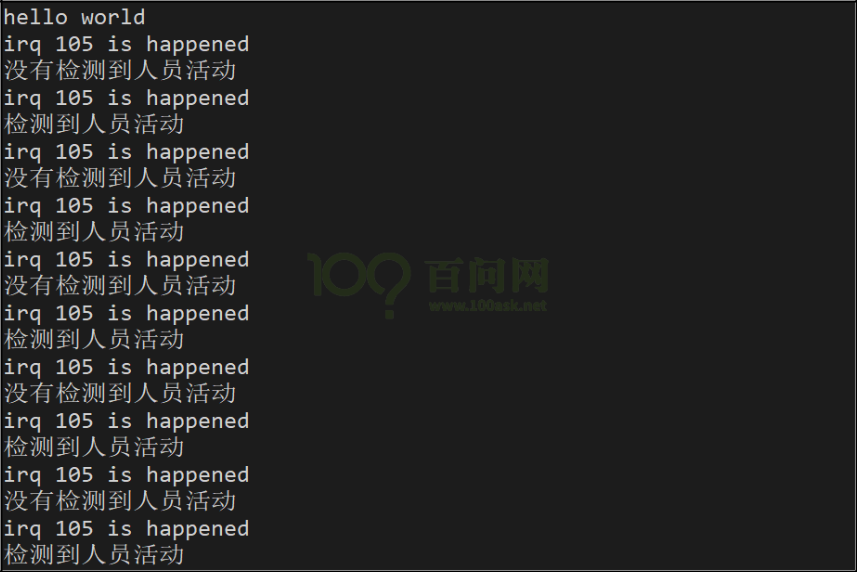 hello world
irq 105 is happened
没有检测到人员活动
irq 105 is happened
检测到人员活动
irq 105 is happened
没有检测到人员活动
irq 105 is happened
检测到人员活动
irq 105 is happened
没有检测到人员活动
irq 105 is happened
检测到人员活动
irq 105 is happened
没有检测到人员活动
irq 105 is happened
检测到人员活动
irq 105 is happened
没有检测到人员活动
irq 105 is happened
检测到人员活动
100 百问网
www.100ask.net